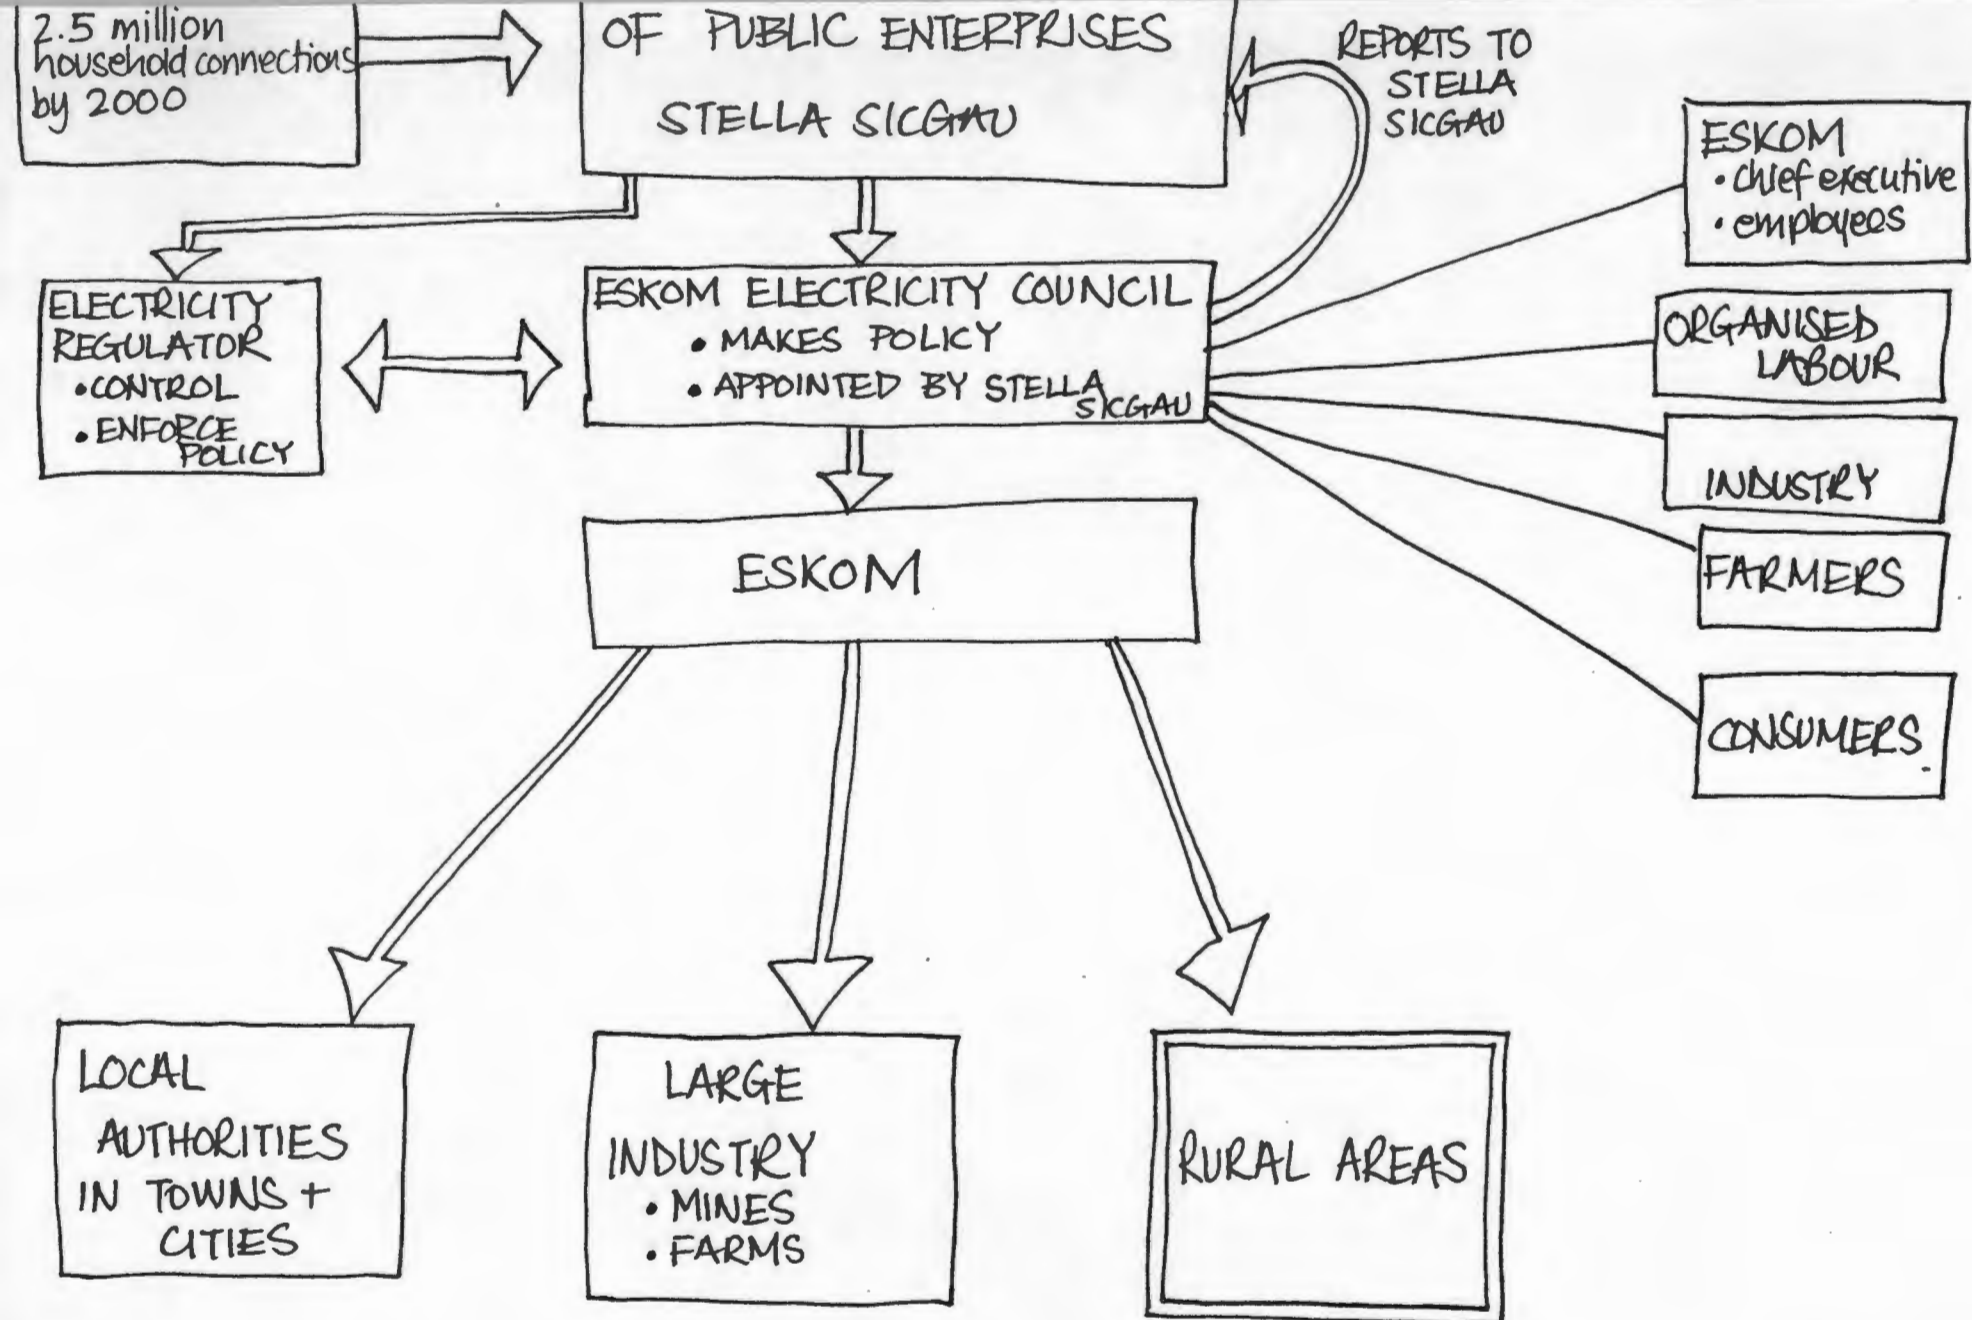 2.5 million
household connections
by 2000
OF PUBLIC ENTERPRISES
STELLA SICGAU
REPORTS TO
STELLA
SICGAU
ESKOM
• chief executive
• employees
ELECTRICITY
REGULATOR
• CONTROL
• ENFORCE
POLICY
ESKOM ELECTRICITY COUNCIL
• MAKES POLICY
• APPOINTED BY STELLA
SICGAU
ORGANISED
LABOUR
INDUSTRY
FARMERS
CONSUMERS
ESKOM
LOCAL
AUTHORITIES
IN TOWNS +
CITIES
LARGE
INDUSTRY
• MINES
• FARMS
RURAL AREAS